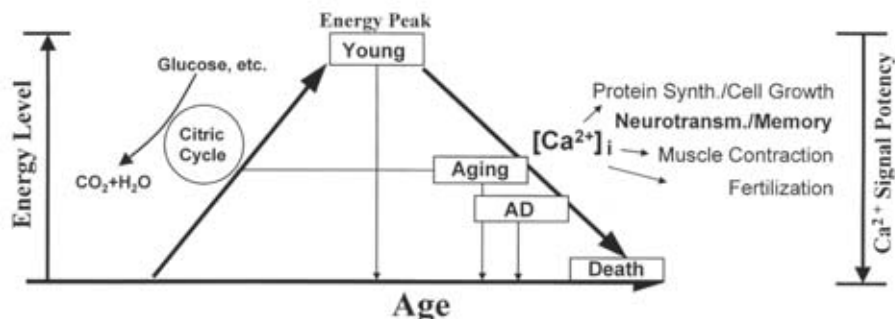 Energy Peak
Young
Glucose, etc.
Citric
Cycle
CO₂+H₂O
Energy Level
Protein Synth./Cell Growth
Neurotransm./Memory
[Ca²⁺]ᵢ
Muscle Contraction
Fertilization
Aging
AD
Death
Age
Ca²⁺ Signal Potency